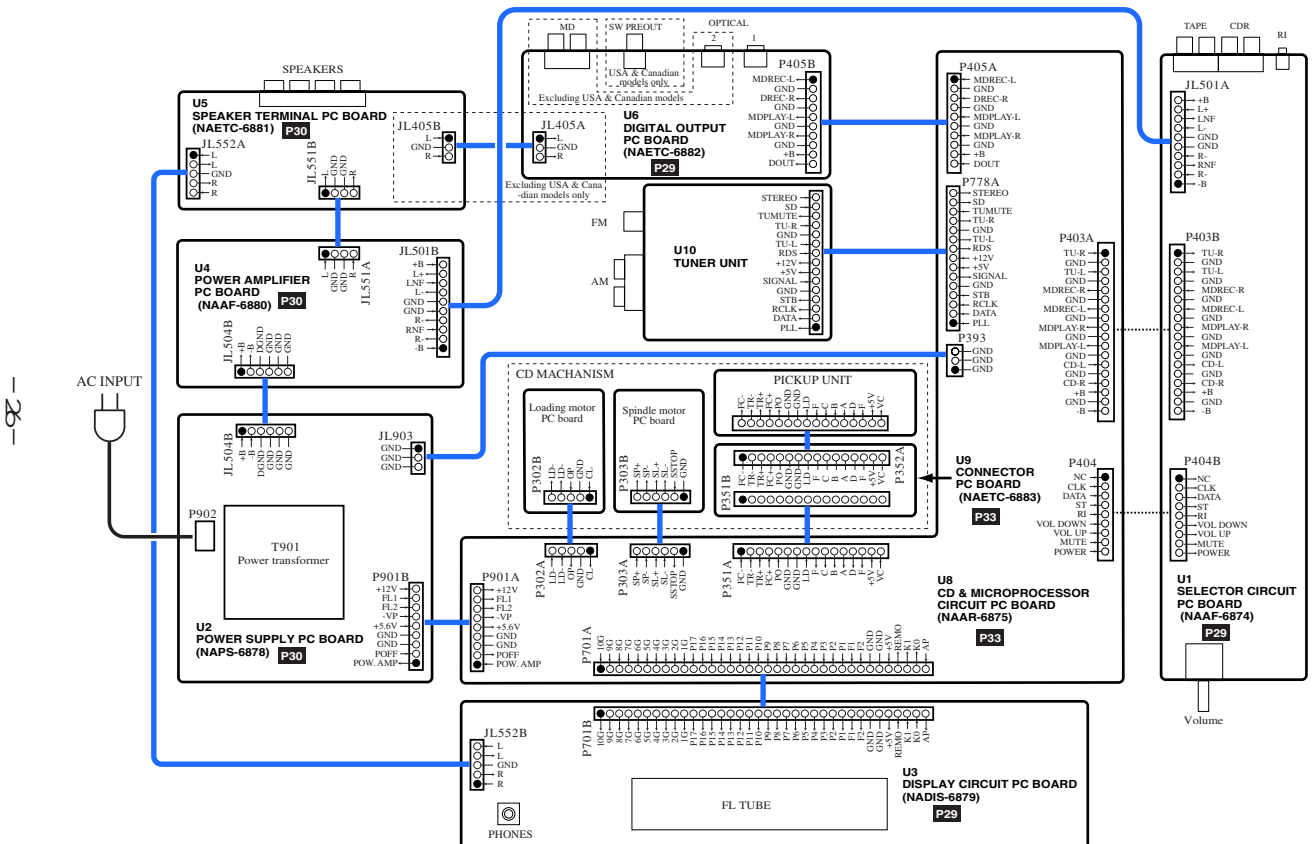 MD
SW PREOUT
OPTICAL
2
1
USA & Canadian
models only
Excluding USA & Canadian models
TAPE
CDR
RI
SPEAKERS
U5
SPEAKER TERMINAL PC BOARD
(NAETC-6881)
P30
JL552A
L
L
GND
R
R
JL551B
L
GND
GND
R
JL405B
L
GND
R
JL405A
L
GND
R
Excluding USA & Cana
-dian models only
U6
DIGITAL OUTPUT
PC BOARD
(NAETC-6882)
P29
P405B
MDREC-L
GND
DREC-R
GND
MDPLAY-L
GND
MDPLAY-R
GND
+B
DOUT
P405A
MDREC-L
GND
DREC-R
GND
MDPLAY-L
GND
MDPLAY-R
GND
+B
DOUT
JL501A
+B
L+
LNF
L-
GND
GND
R-
RNF
R-
-B
U4
POWER AMPLIFIER
PC BOARD
(NAAF-6880)
P30
JL551A
L
GND
GND
R
JL501B
+B
L+
LNF
L-
GND
GND
R-
RNF
R-
-B
JL504B
+B
-B
DGND
GND
GND
GND
FM
AM
U10
TUNER UNIT
STEREO
SD
TUMUTE
TU-R
GND
TU-L
RDS
+12V
+5V
SIGNAL
GND
STB
RCLK
DATA
PLL
P778A
STEREO
SD
TUMUTE
TU-R
GND
TU-L
RDS
+12V
+5V
SIGNAL
GND
STB
RCLK
DATA
PLL
P393
GND
GND
GND
P403A
TU-R
GND
TU-L
GND
MDREC-R
GND
MDREC-L
GND
MDPLAY-R
GND
MDPLAY-L
GND
CD-L
GND
CD-R
+B
GND
-B
P403B
TU-R
GND
TU-L
GND
MDREC-R
GND
MDREC-L
GND
MDPLAY-R
GND
MDPLAY-L
GND
CD-L
GND
CD-R
+B
GND
-B
AC INPUT
- 26 -
JL504B
+B
-B
DGND
GND
GND
GND
JL903
GND
GND
GND
P902
T901
Power transformer
U2
POWER SUPPLY PC BOARD
(NAPS-6878)
P30
P901B
+12V
FL1
FL2
-VP
+5.6V
GND
GND
POFF
POW. AMP
P901A
+12V
FL1
FL2
-VP
+5.6V
GND
GND
POFF
POW. AMP
CD MACHANISM
Loading motor
PC board
P302B
LD-
LD-
OP
GND
CL
Spindle motor
PC board
P303B
SP+
SP-
SL+
SL-
SSTOP
GND
PICKUP UNIT
FC-
TR-
TR+
FC+
PO
GND
GND
LD
F
C
B
A
D
F
+5V
VC
P352A
FC-
TR-
TR+
FC+
PO
GND
GND
LD
F
C
B
A
D
F
+5V
VC
P351B
U9
CONNECTOR
PC BOARD
(NAETC-6883)
P33
P302A
LD-
LD-
OP
GND
CL
P303A
SP+
SP-
SL+
SL-
SSTOP
GND
P351A
FC-
TR-
TR+
FC+
PO
GND
GND
LD
F
C
B
A
D
F
+5V
VC
P404
NC
CLK
DATA
ST
RI
VOL DOWN
VOL UP
MUTE
POWER
P404B
NC
CLK
DATA
ST
RI
VOL DOWN
VOL UP
MUTE
POWER
U8
CD & MICROPROCESSOR
CIRCUIT PC BOARD
(NAAR-6875)
P33
U1
SELECTOR CIRCUIT
PC BOARD
(NAAF-6874)
P29
Volume
P701A
10G
9G
8G
7G
6G
5G
4G
3G
2G
1G
P17
P16
P15
P14
P13
P12
P11
P10
P9
P8
P7
P6
P5
P4
P3
P2
P1
F1
F2
GND
GND
+5V
REMO
K1
K0
AP
P701B
10G
9G
8G
7G
6G
5G
4G
3G
2G
1G
P17
P16
P15
P14
P13
P12
P11
P10
P9
P8
P7
P6
P5
P4
P3
P2
P1
F1
F2
GND
GND
+5V
REMO
K1
K0
AP
JL552B
L
L
GND
R
R
PHONES
FL TUBE
U3
DISPLAY CIRCUIT PC BOARD
(NADIS-6879)
P29